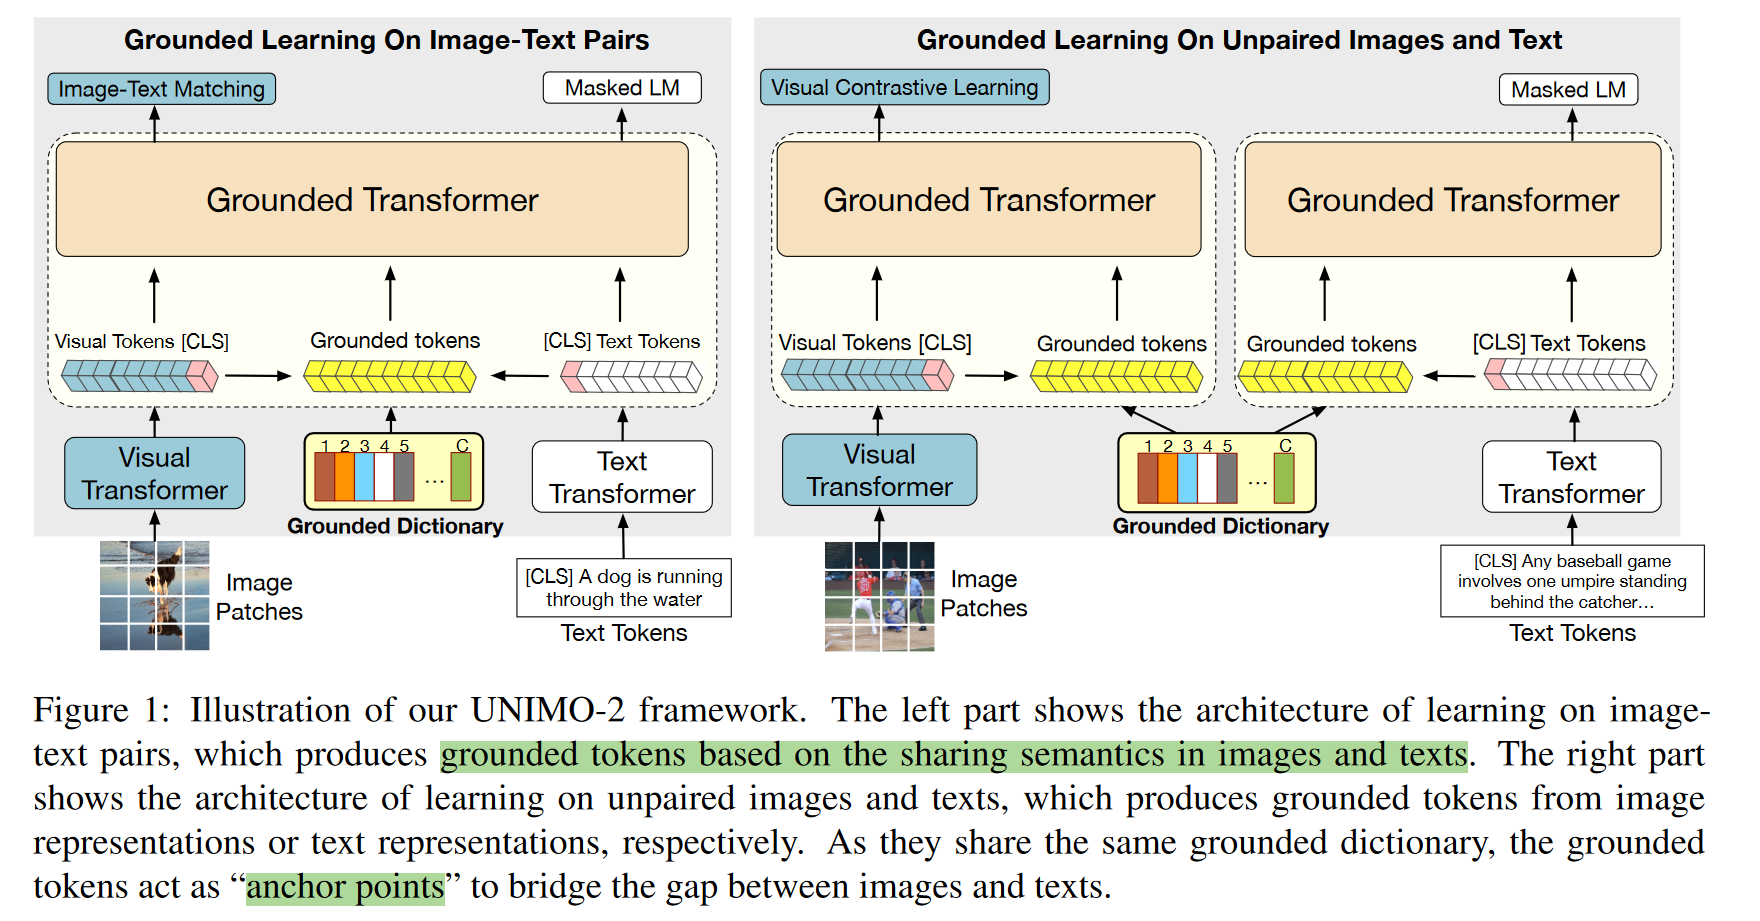 Grounded Learning On Image-Text Pairs
Image-Text Matching
Masked LM
Grounded Transformer
Visual Tokens [CLS]
Grounded tokens
[CLS] Text Tokens
Visual
Transformer
1 2 3 4 5 ... C
Grounded Dictionary
Text
Transformer
Image
Patches
[CLS] A dog is running
through the water
Text Tokens
Grounded Learning On Unpaired Images and Text
Visual Contrastive Learning
Masked LM
Grounded Transformer
Grounded Transformer
Visual Tokens [CLS]
Grounded tokens
Grounded tokens
[CLS] Text Tokens
Visual
Transformer
1 2 3 4 5 ... C
Grounded Dictionary
Text
Transformer
Image
Patches
[CLS] Any baseball game
involves one umpire standing
behind the catcher...
Text Tokens
Figure 1: Illustration of our UNIMO-2 framework. The left part shows the architecture of learning on image-
text pairs, which produces grounded tokens based on the sharing semantics in images and texts. The right part
shows the architecture of learning on unpaired images and texts, which produces grounded tokens from image
representations or text representations, respectively. As they share the same grounded dictionary, the grounded
tokens act as “anchor points” to bridge the gap between images and texts.